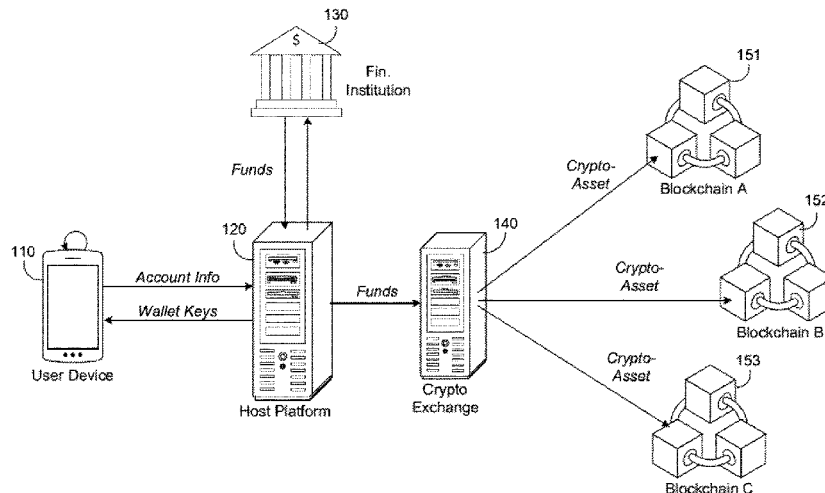 130
$
Fin.
Institution
151
Funds
Crypto-
Asset
Blockchain A
110
120
140
152
Account Info
Funds
Crypto-
Asset
Wallet Keys
Blockchain B
User Device
Crypto-
Asset
153
Host Platform
Crypto
Exchange
Blockchain C